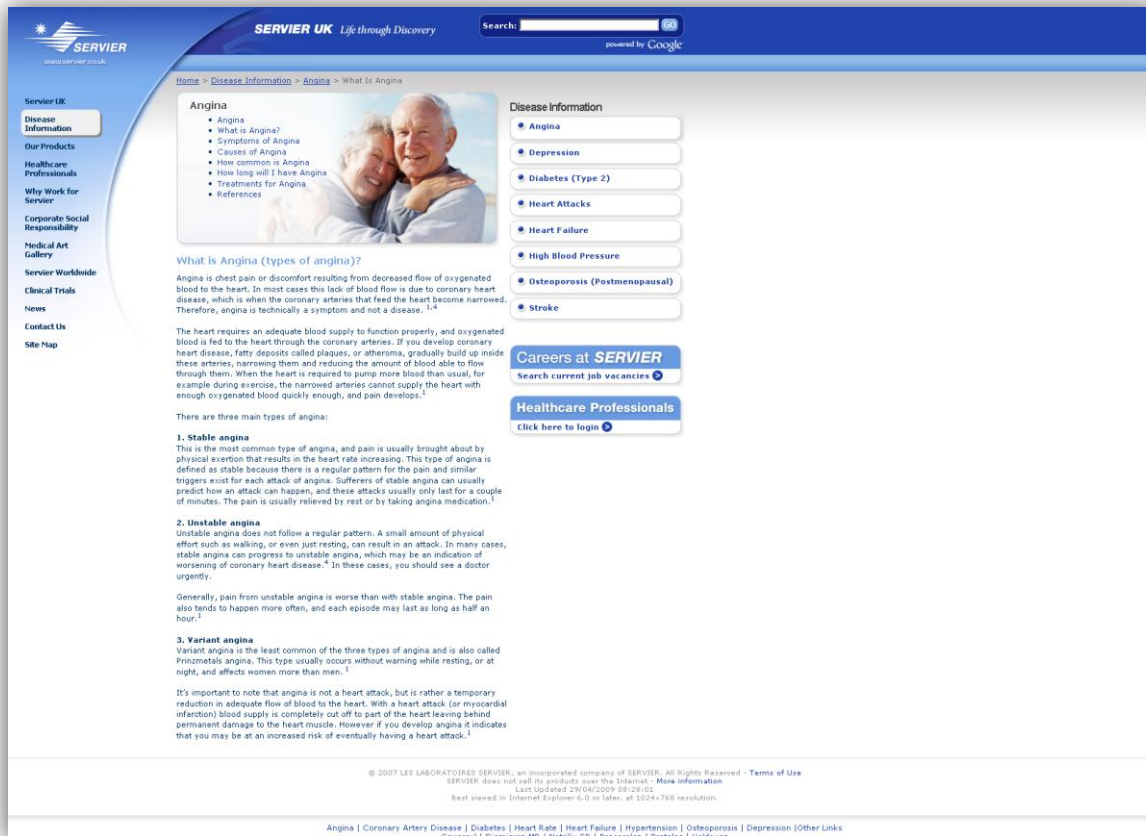 SERVIER
www.servier.co.uk
SERVIER UK Life through Discovery
Search:
GO
powered by Google
Home > Disease Information > Angina > What Is Angina
Servier UK
Disease
Information
Our Products
Healthcare
Professionals
Why Work for
Servier
Corporate Social
Responsibility
Medical Art
Gallery
Servier Worldwide
Clinical Trials
News
Contact Us
Site Map
Angina
• Angina
• What is Angina?
• Symptoms of Angina
• Causes of Angina
• How common is Angina
• How long will I have Angina
• Treatments for Angina
• References
What is Angina (types of angina)?
Angina is chest pain or discomfort resulting from decreased flow of oxygenated
blood to the heart. In most cases this lack of blood flow is due to coronary heart
disease, which is when the coronary arteries that feed the heart become narrowed.
Therefore, angina is technically a symptom and not a disease. 1,4
The heart requires an adequate blood supply to function properly, and oxygenated
blood is fed to the heart through the coronary arteries. If you develop coronary
heart disease, fatty deposits called plaques, or atheroma, gradually build up inside
these arteries, narrowing them and reducing the amount of blood able to flow
through them. When the heart is required to pump more blood than usual, for
example during exercise, the narrowed arteries cannot supply the heart with
enough oxygenated blood quickly enough, and pain develops.1
There are three main types of angina:
1. Stable angina
This is the most common type of angina, and pain is usually brought about by
physical exertion that results in the heart rate increasing. This type of angina is
defined as stable because there is a regular pattern for the pain and similar
triggers exist for each attack of angina. Sufferers of stable angina can usually
predict how an attack can happen, and these attacks usually only last for a couple
of minutes. The pain is usually relieved by rest or by taking angina medication.1
2. Unstable angina
Unstable angina does not follow a regular pattern. A small amount of physical
effort such as walking, or even just resting, can result in an attack. In many cases,
stable angina can progress to unstable angina, which may be an indication of
worsening of coronary heart disease.4 In these cases, you should see a doctor
urgently.
Generally, pain from unstable angina is worse than with stable angina. The pain
also tends to happen more often, and each episode may last as long as half an
hour.1
3. Variant angina
Variant angina is the least common of the three types of angina and is also called
Prinzmetals angina. This type usually occurs without warning while resting, or at
night, and affects women more than men. 1
It's important to note that angina is not a heart attack, but is rather a temporary
reduction in adequate flow of blood to the heart. With a heart attack (or myocardial
infarction) blood supply is completely cut off to part of the heart leaving behind
permanent damage to the heart muscle. However if you develop angina it indicates
that you may be at an increased risk of eventually having a heart attack.1
Disease Information
Angina
Depression
Diabetes (Type 2)
Heart Attacks
Heart Failure
High Blood Pressure
Osteoporosis (Postmenopausal)
Stroke
Careers at SERVIER
Search current job vacancies
Healthcare Professionals
Click here to login
© 2007 LES LABORATOIRES SERVIER, an incorporated company of SERVIER. All Rights Reserved - Terms of Use
SERVIER does not sell its products over the Internet - More information
Last Updated 29/04/2009 08:28:01
Best viewed in Internet Explorer 6.0 or later, at 1024x768 resolution.
Angina | Coronary Artery Disease | Diabetes | Heart Rate | Heart Failure | Hypertension | Osteoporosis | Depression |Other Links